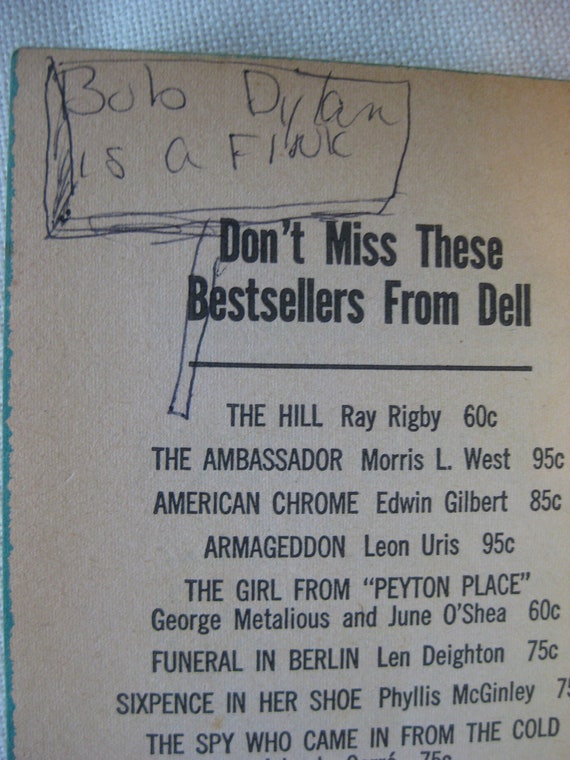 Bob Dylan
is a Fink
Don't Miss These
Bestsellers From Dell
THE HILL Ray Rigby 60c
THE AMBASSADOR Morris L. West 95c
AMERICAN CHROME Edwin Gilbert 85c
ARMAGEDDON Leon Uris 95c
THE GIRL FROM "PEYTON PLACE"
George Metalious and June O'Shea 60c
FUNERAL IN BERLIN Len Deighton 75c
SIXPENCE IN HER SHOE Phyllis McGinley
THE SPY WHO CAME IN FROM THE COLD
75c